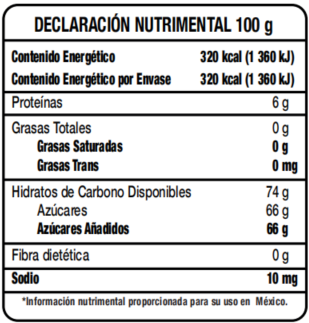 DECLARACIÓN NUTRIMENTAL 100 g
Contenido Energético 320 kcal (1 360 kJ)
Contenido Energético por Envase 320 kcal (1 360 kJ)
Proteínas 6 g
Grasas Totales 0 g
Grasas Saturadas 0 g
Grasas Trans 0 mg
Hidratos de Carbono Disponibles 74 g
Azúcares 66 g
Azúcares Añadidos 66 g
Fibra dietética 0 g
Sodio 10 mg
*Información nutrimental proporcionada para su uso en México.